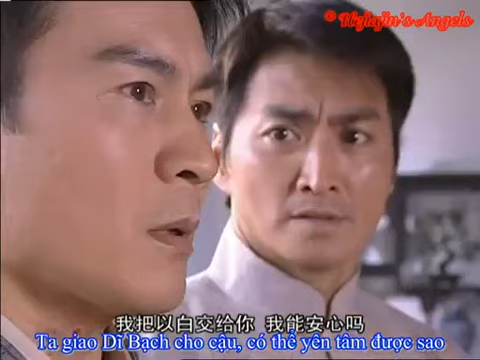 © Hejiajin's Angels
我把以白交给你 我能安心吗
Ta giao Dĩ Bạch cho cậu, có thể yên tâm được sao